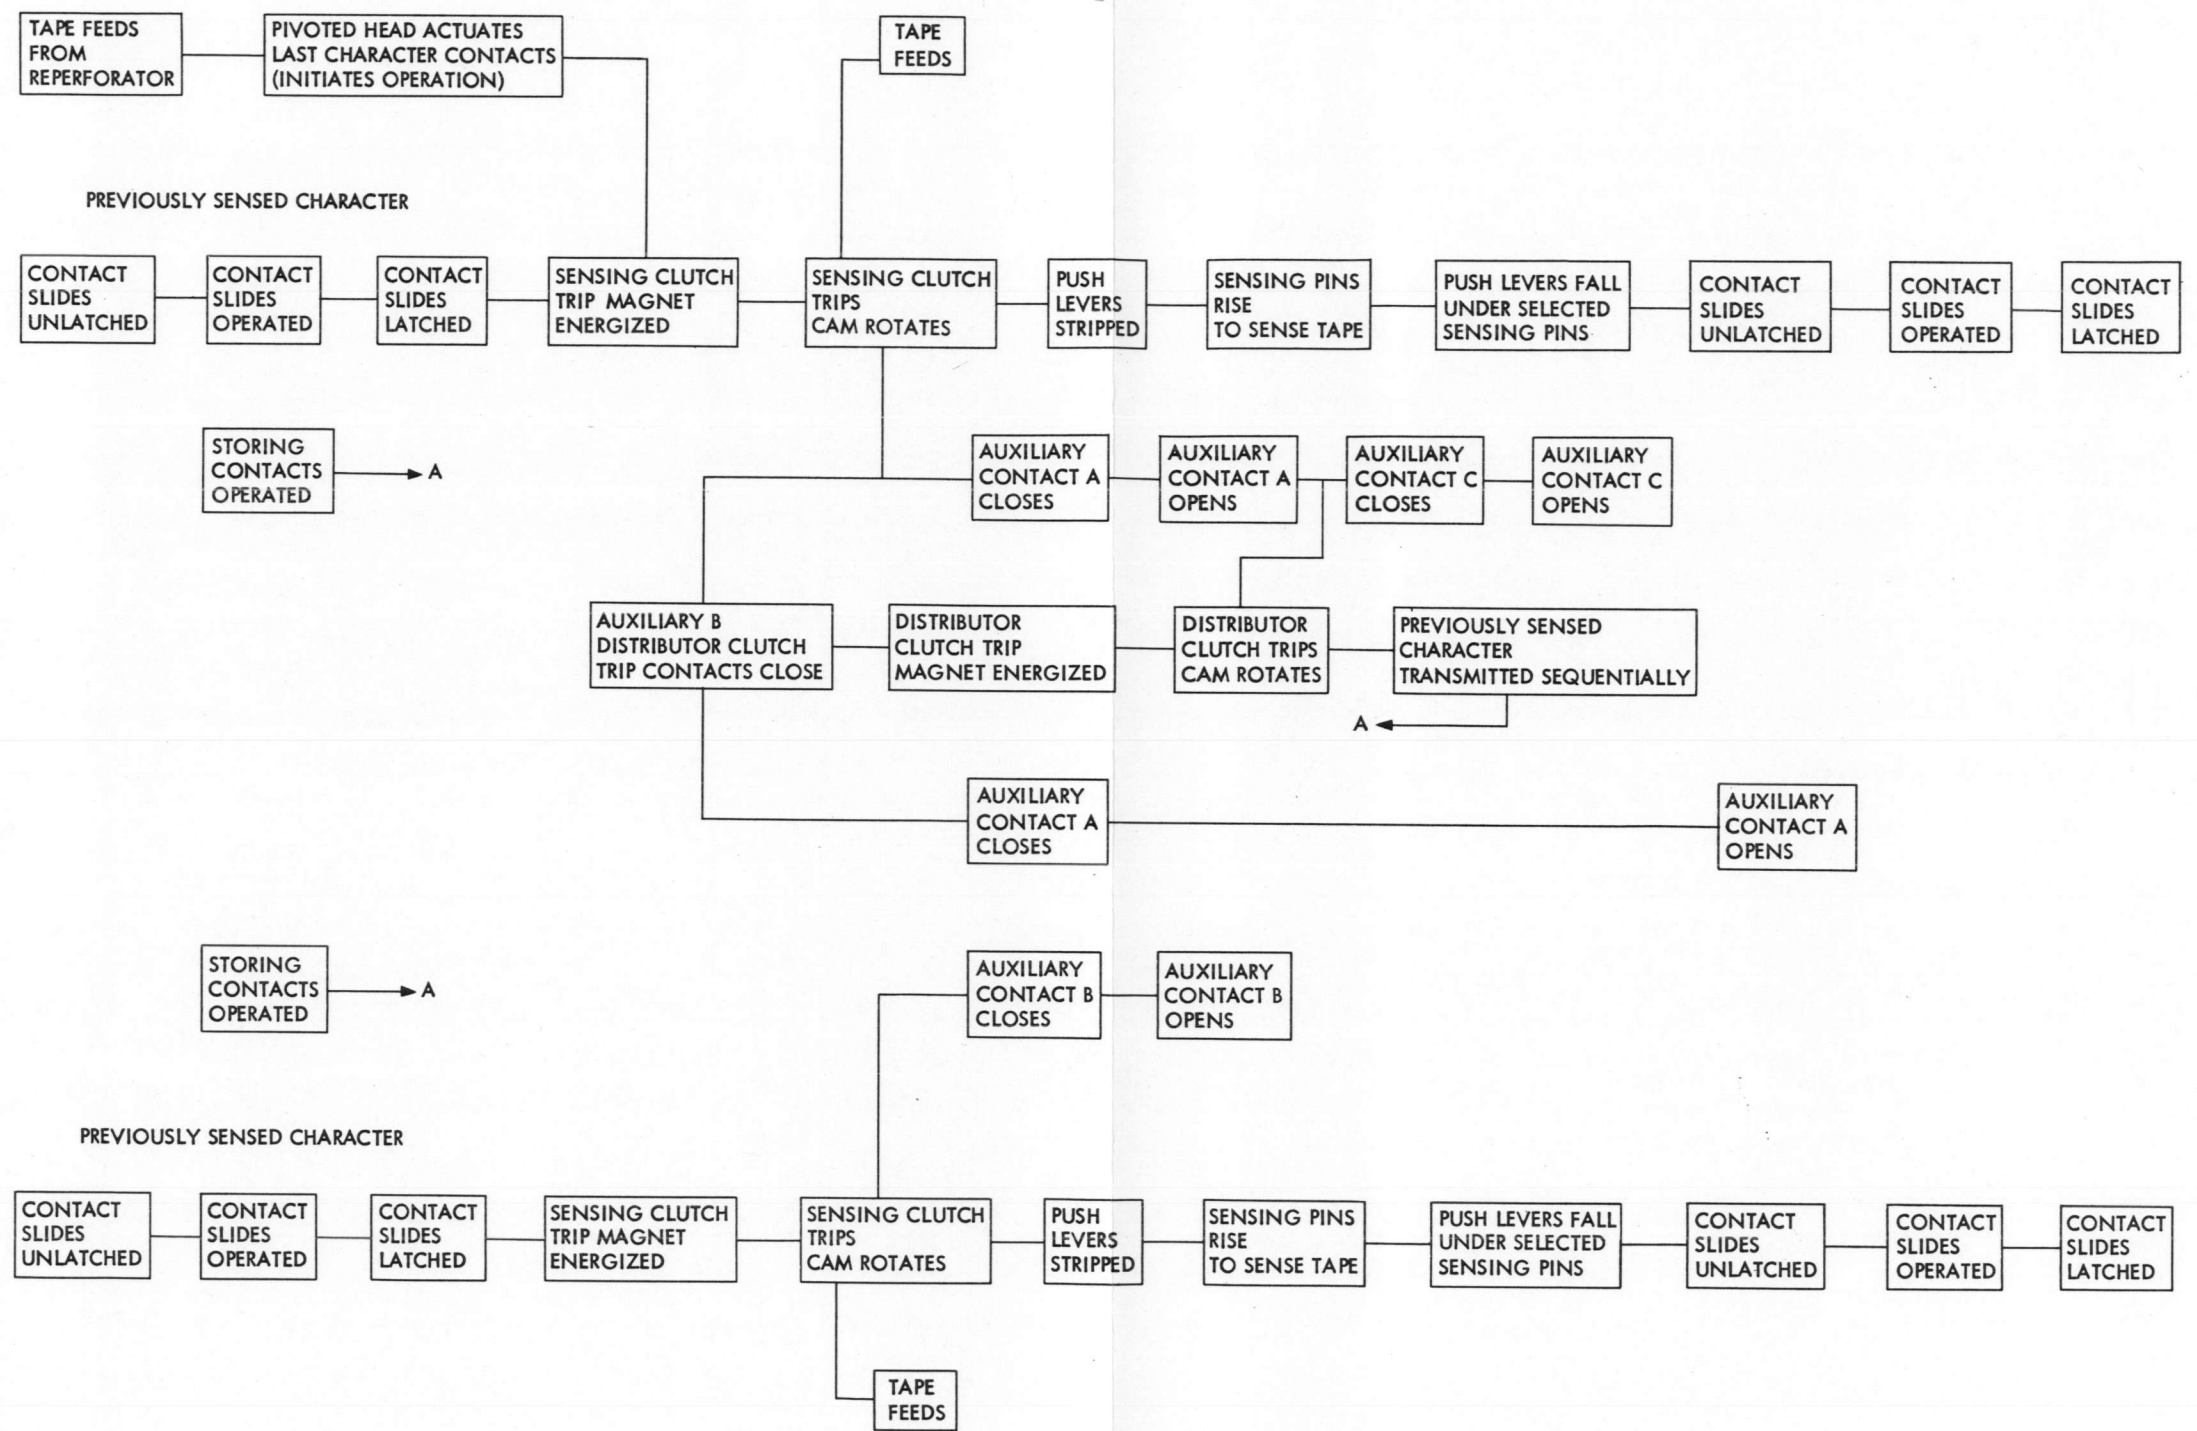 TAPE FEEDS
FROM
REPERFORATOR
PIVOTED HEAD ACTUATES
LAST CHARACTER CONTACTS
(INITIATES OPERATION)
TAPE
FEEDS
PREVIOUSLY SENSED CHARACTER
CONTACT
SLIDES
UNLATCHED
CONTACT
SLIDES
OPERATED
CONTACT
SLIDES
LATCHED
SENSING CLUTCH
TRIP MAGNET
ENERGIZED
SENSING CLUTCH
TRIPS
CAM ROTATES
PUSH
LEVERS
STRIPPED
SENSING PINS
RISE
TO SENSE TAPE
PUSH LEVERS FALL
UNDER SELECTED
SENSING PINS
CONTACT
SLIDES
UNLATCHED
CONTACT
SLIDES
OPERATED
CONTACT
SLIDES
LATCHED
STORING
CONTACTS
OPERATED
A
AUXILIARY
CONTACT A
CLOSES
AUXILIARY
CONTACT A
OPENS
AUXILIARY
CONTACT C
CLOSES
AUXILIARY
CONTACT C
OPENS
AUXILIARY B
DISTRIBUTOR CLUTCH
TRIP CONTACTS CLOSE
DISTRIBUTOR
CLUTCH TRIP
MAGNET ENERGIZED
DISTRIBUTOR
CLUTCH TRIPS
CAM ROTATES
PREVIOUSLY SENSED
CHARACTER
TRANSMITTED SEQUENTIALLY
A
AUXILIARY
CONTACT A
CLOSES
AUXILIARY
CONTACT A
OPENS
STORING
CONTACTS
OPERATED
A
AUXILIARY
CONTACT B
CLOSES
AUXILIARY
CONTACT B
OPENS
PREVIOUSLY SENSED CHARACTER
CONTACT
SLIDES
UNLATCHED
CONTACT
SLIDES
OPERATED
CONTACT
SLIDES
LATCHED
SENSING CLUTCH
TRIP MAGNET
ENERGIZED
SENSING CLUTCH
TRIPS
CAM ROTATES
PUSH
LEVERS
STRIPPED
SENSING PINS
RISE
TO SENSE TAPE
PUSH LEVERS FALL
UNDER SELECTED
SENSING PINS
CONTACT
SLIDES
UNLATCHED
CONTACT
SLIDES
OPERATED
CONTACT
SLIDES
LATCHED
TAPE
FEEDS